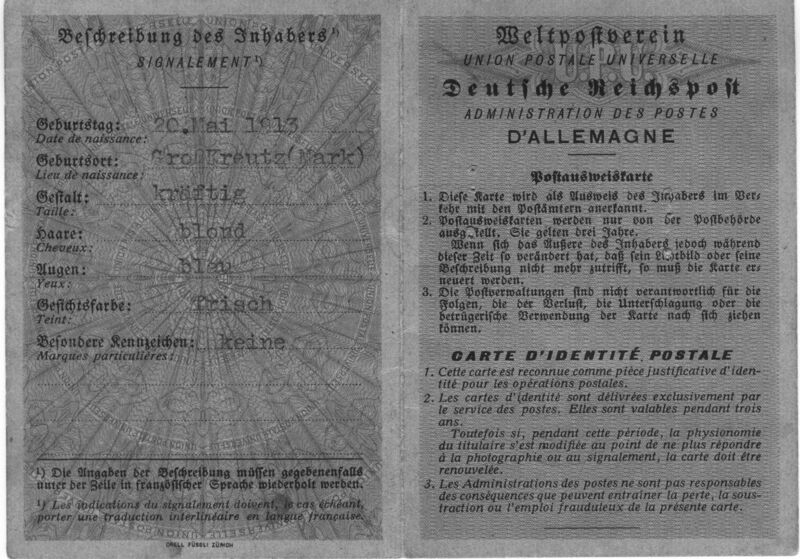 Beschreibung des Inhabers¹)
SIGNALEMENT¹)
Geburtstag: 20.Mai 1913
Date de naissance:
Geburtsort: GroßKreutz(Mark)
Lieu de naissance:
Gestalt: kräftig
Taille:
Haare: blond
Cheveux:
Augen: blau
Yeux:
Gesichtsfarbe: frisch
Teint:
Besondere Kennzeichen: keine
Marques particulières:
¹) Die Angaben der Beschreibung müssen gegebenenfalls
unter der Zeile in französischer Sprache wiederholt werden.
¹) Les indications du signalement doivent, le cas échéant,
porter une traduction interlinéaire en langue française.
ORELL FÜSSLI ZÜRICH
Weltpostverein
UNION POSTALE UNIVERSELLE
Deutsche Reichspost
ADMINISTRATION DES POSTES
D'ALLEMAGNE
Postausweiskarte
1. Diese Karte wird als Ausweis des Inhabers im Ver-
kehr mit den Postämtern anerkannt.
2. Postausweiskarten werden nur von der Postbehörde
ausgestellt. Sie gelten drei Jahre.
Wenn sich das Äußere des Inhabers jedoch während
dieser Zeit so verändert hat, daß sein Lichtbild oder seine
Beschreibung nicht mehr zutrifft, so muß die Karte er-
neuert werden.
3. Die Postverwaltungen sind nicht verantwortlich für die
Folgen, die der Verlust, die Unterschlagung oder die
betrügerische Verwendung der Karte nach sich ziehen
können.
CARTE D'IDENTITÉ POSTALE
1. Cette carte est reconnue comme pièce justificative d'iden-
tité pour les opérations postales.
2. Les cartes d'identité sont délivrées exclusivement par
le service des postes. Elles sont valables pendant trois
ans.
Toutefois si, pendant cette période, la physionomie
du titulaire s'est modifiée au point de ne plus répondre
à la photographie ou au signalement, la carte doit être
renouvelée.
3. Les Administrations des postes ne sont pas responsables
des conséquences que peuvent entraîner la perte, la sous-
traction ou l'emploi frauduleux de la présente carte.